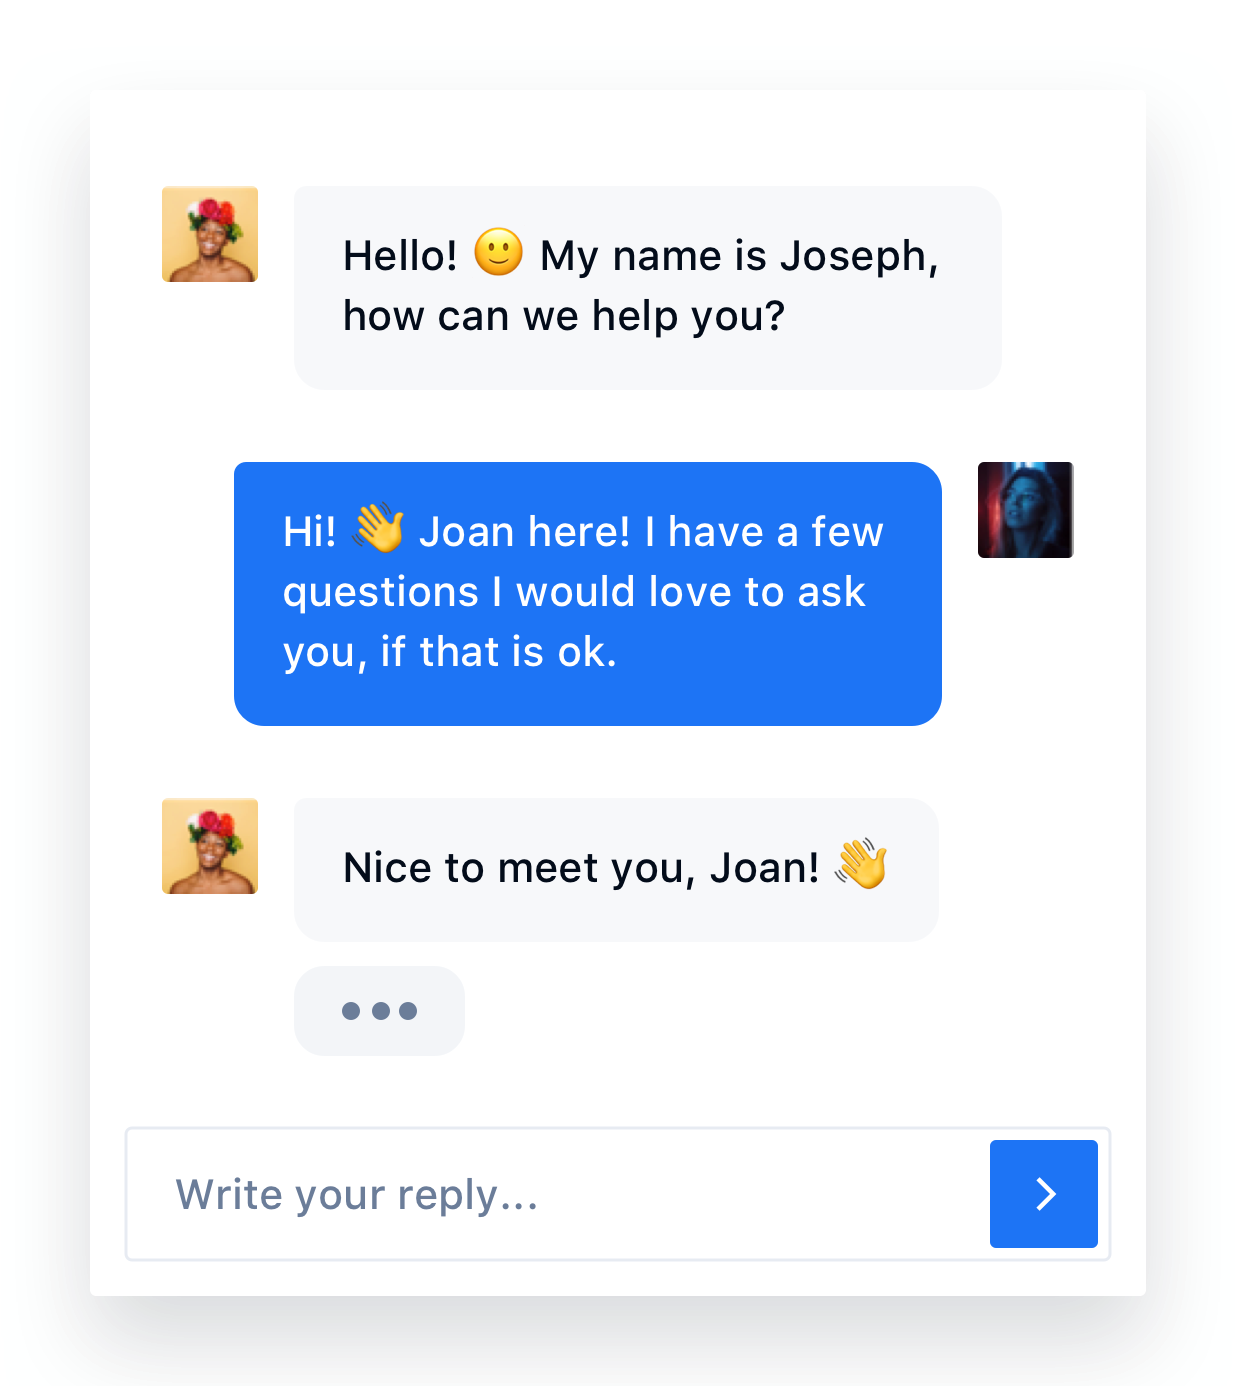 Hello! 🙂 My name is Joseph,
how can we help you?
Hi! 👋 Joan here! I have a few
questions I would love to ask
you, if that is ok.
Nice to meet you, Joan! 👋
Write your reply...